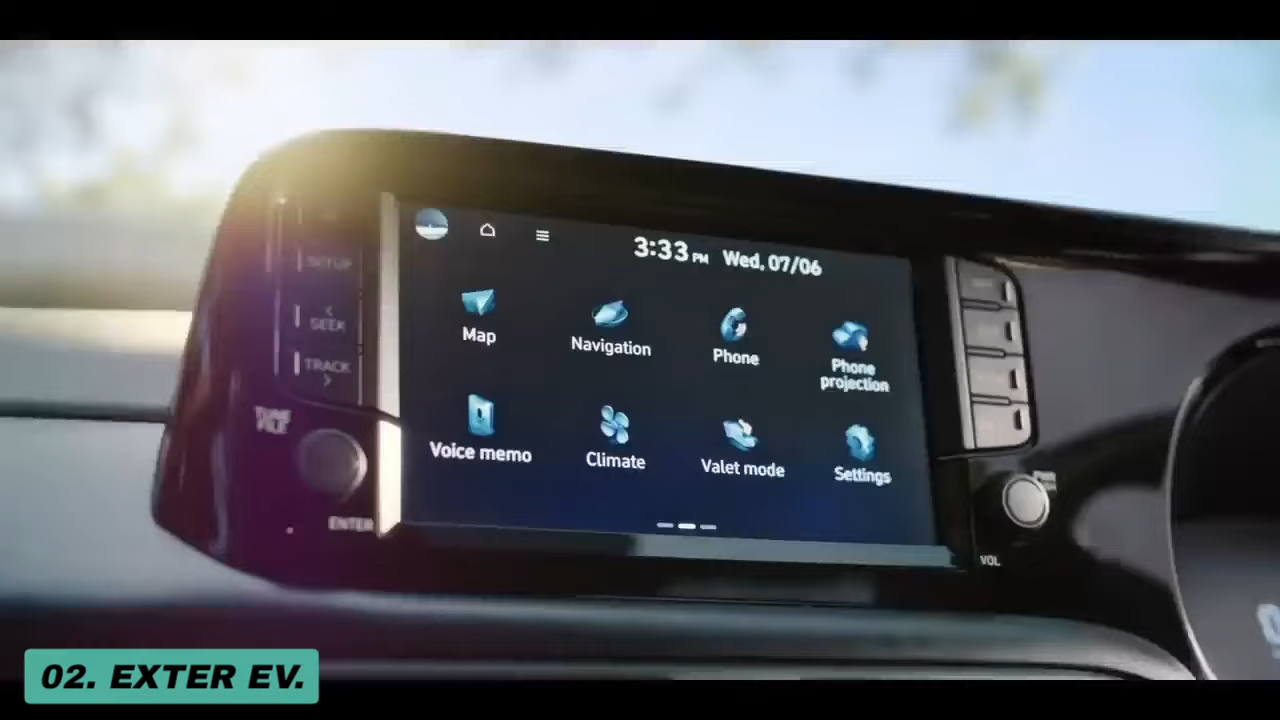 3:33 PM Wed, 07/06
SETUP
Map
Navigation
Phone
Phone
projection
<
SEEK
TRACK
>
TUNE
FILE
Voice memo
Climate
Valet mode
Settings
ENTER
VOL
02. EXTER EV.